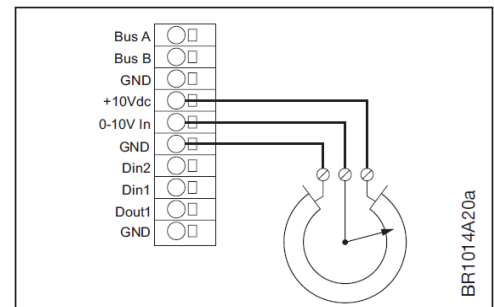 Bus A
Bus B
GND
+10Vdc
0-10V In
GND
Din2
Din1
Dout1
GND
BR1014A20a